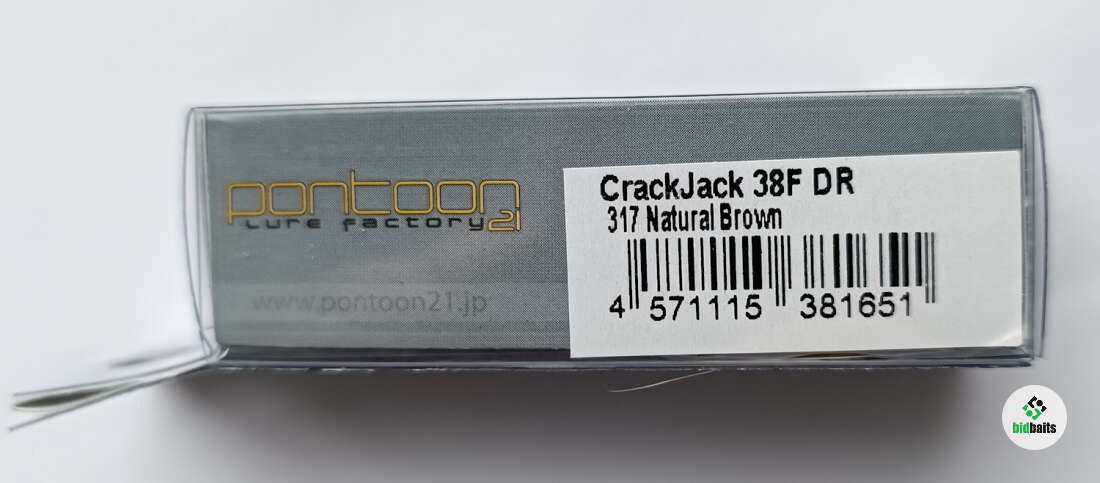 pontoon21
lure factory
www.pontoon21.jp
CrackJack 38F DR
317 Natural Brown
4 571115 381651
bidbaits